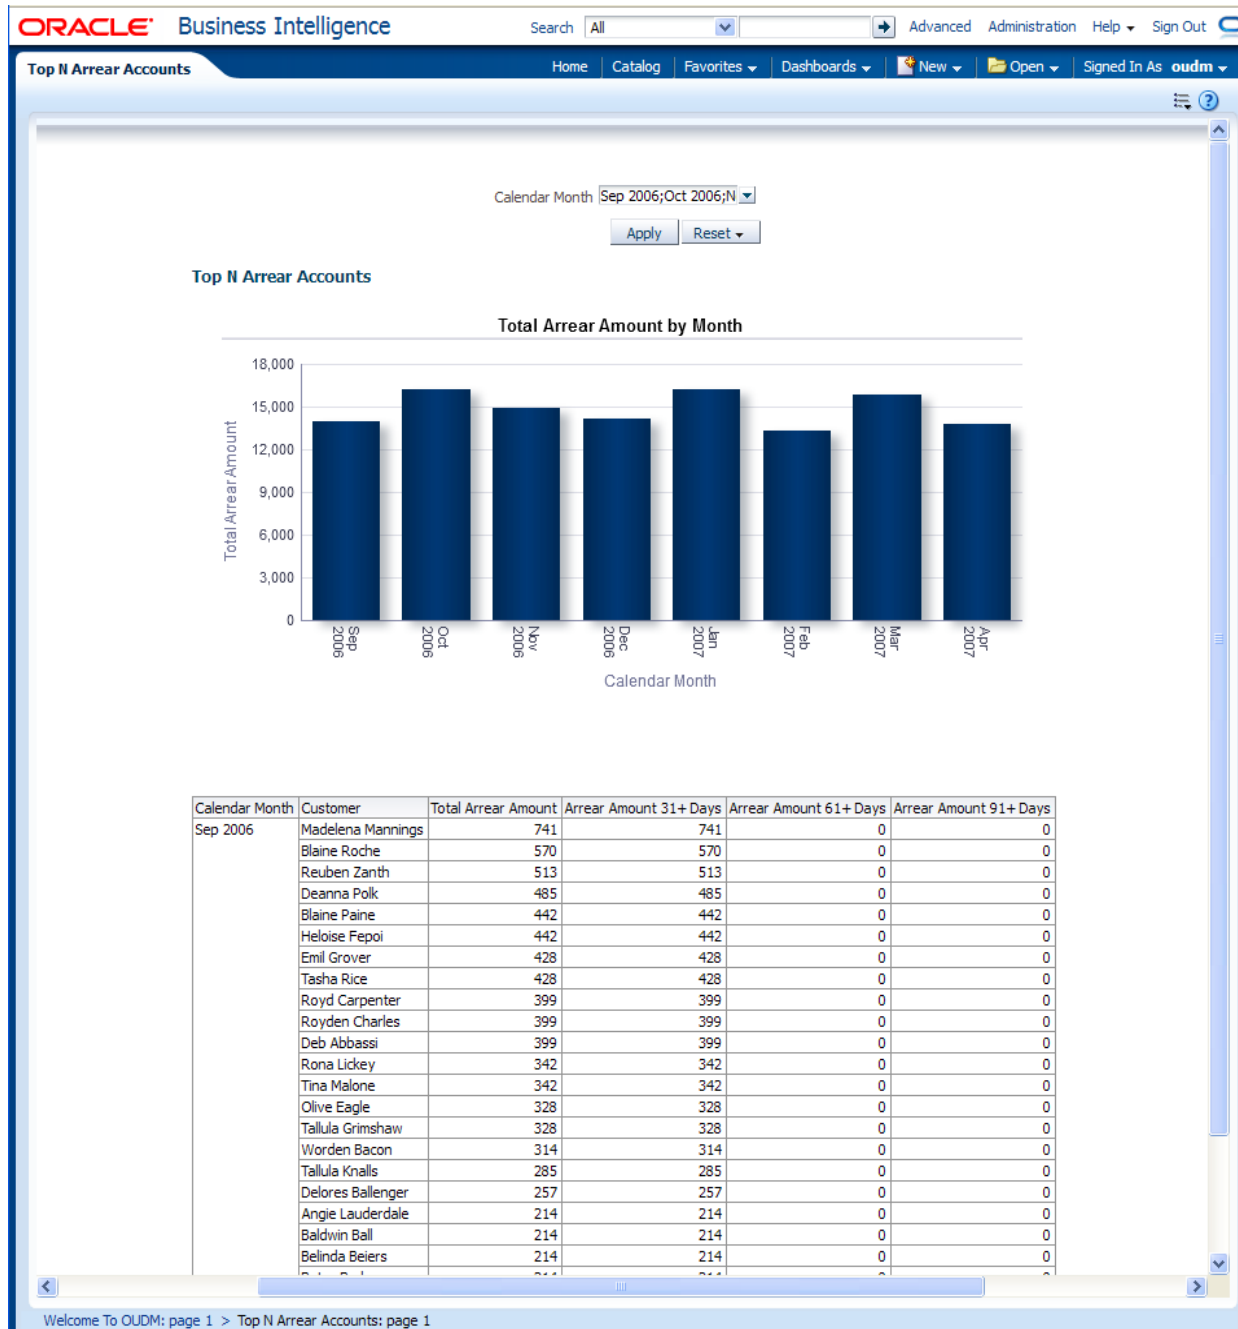 ORACLE Business Intelligence Search All Advanced Administration Help Sign Out
Top N Arrear Accounts Home Catalog Favorites Dashboards New Open Signed In As oudm
Calendar Month Sep 2006;Oct 2006;N
Apply Reset
Top N Arrear Accounts
Total Arrear Amount by Month
18,000
15,000
12,000
9,000
6,000
3,000
0
Total Arrear Amount
Sep 2006
Oct 2006
Nov 2006
Dec 2006
Jan 2007
Feb 2007
Mar 2007
Apr 2007
Calendar Month
Calendar Month Customer Total Arrear Amount Arrear Amount 31+ Days Arrear Amount 61+ Days Arrear Amount 91+ Days
Sep 2006 Madelena Mannings 741 741 0 0
Blaine Roche 570 570 0 0
Reuben Zanth 513 513 0 0
Deanna Polk 485 485 0 0
Blaine Paine 442 442 0 0
Heloise Fepoi 442 442 0 0
Emil Grover 428 428 0 0
Tasha Rice 428 428 0 0
Royd Carpenter 399 399 0 0
Royden Charles 399 399 0 0
Deb Abbassi 399 399 0 0
Rona Lickey 342 342 0 0
Tina Malone 342 342 0 0
Olive Eagle 328 328 0 0
Tallula Grimshaw 328 328 0 0
Worden Bacon 314 314 0 0
Tallula Knalls 285 285 0 0
Delores Ballenger 257 257 0 0
Angie Lauderdale 214 214 0 0
Baldwin Ball 214 214 0 0
Belinda Beiers 214 214 0 0
Welcome To OUDM: page 1 > Top N Arrear Accounts: page 1